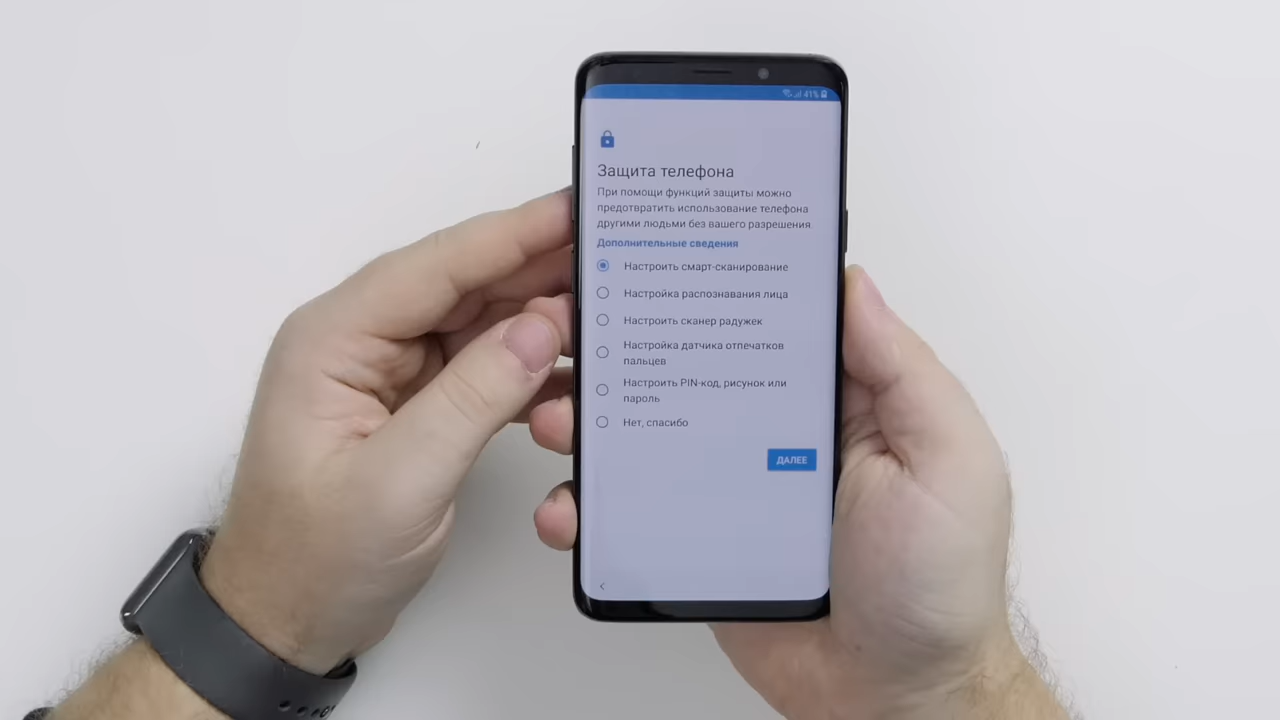 41%
Защита телефона
При помощи функций защиты можно
предотвратить использование телефона
другими людьми без вашего разрешения
Дополнительные сведения
Настроить смарт-сканирование
Настройка распознавания лица
Настроить сканер радужек
Настройка датчика отпечатков
пальцев
Настроить PIN-код, рисунок или
пароль
Нет, спасибо
ДАЛЕЕ